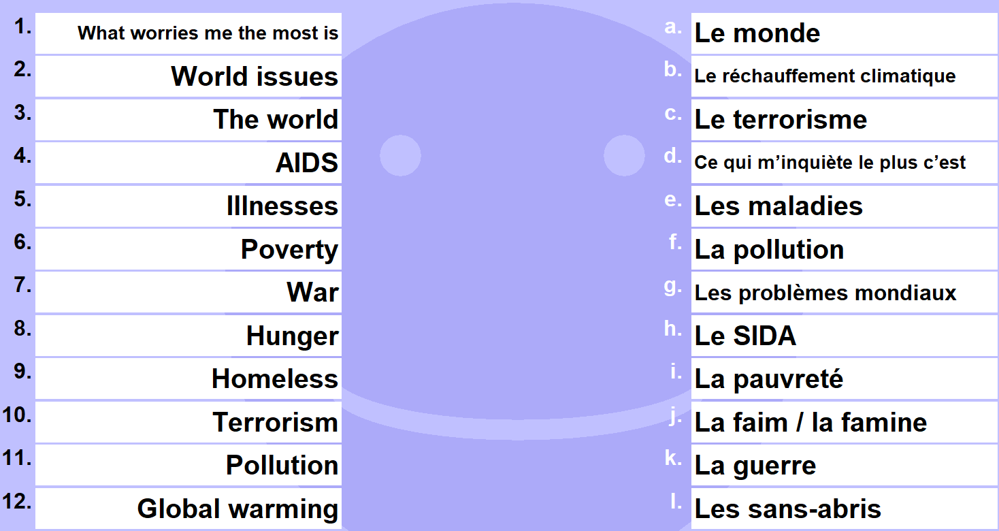 1. What worries me the most is a. Le monde
2. World issues b. Le réchauffement climatique
3. The world c. Le terrorisme
4. AIDS d. Ce qui m’inquiète le plus c’est
5. Illnesses e. Les maladies
6. Poverty f. La pollution
7. War g. Les problèmes mondiaux
8. Hunger h. Le SIDA
9. Homeless i. La pauvreté
10. Terrorism j. La faim / la famine
11. Pollution k. La guerre
12. Global warming l. Les sans-abris